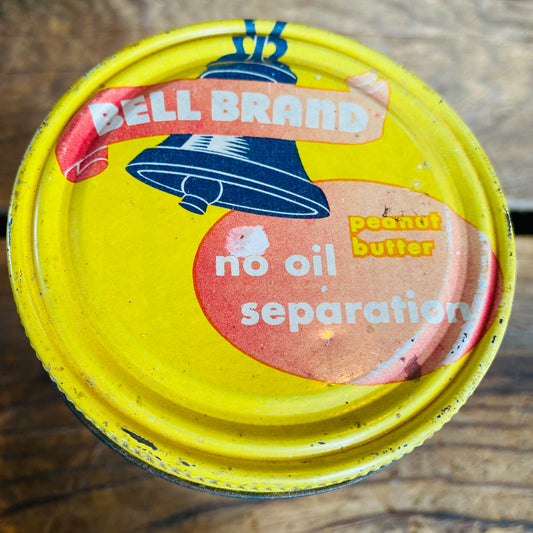 BELL BRAND
peanut
butter
no oil
separation